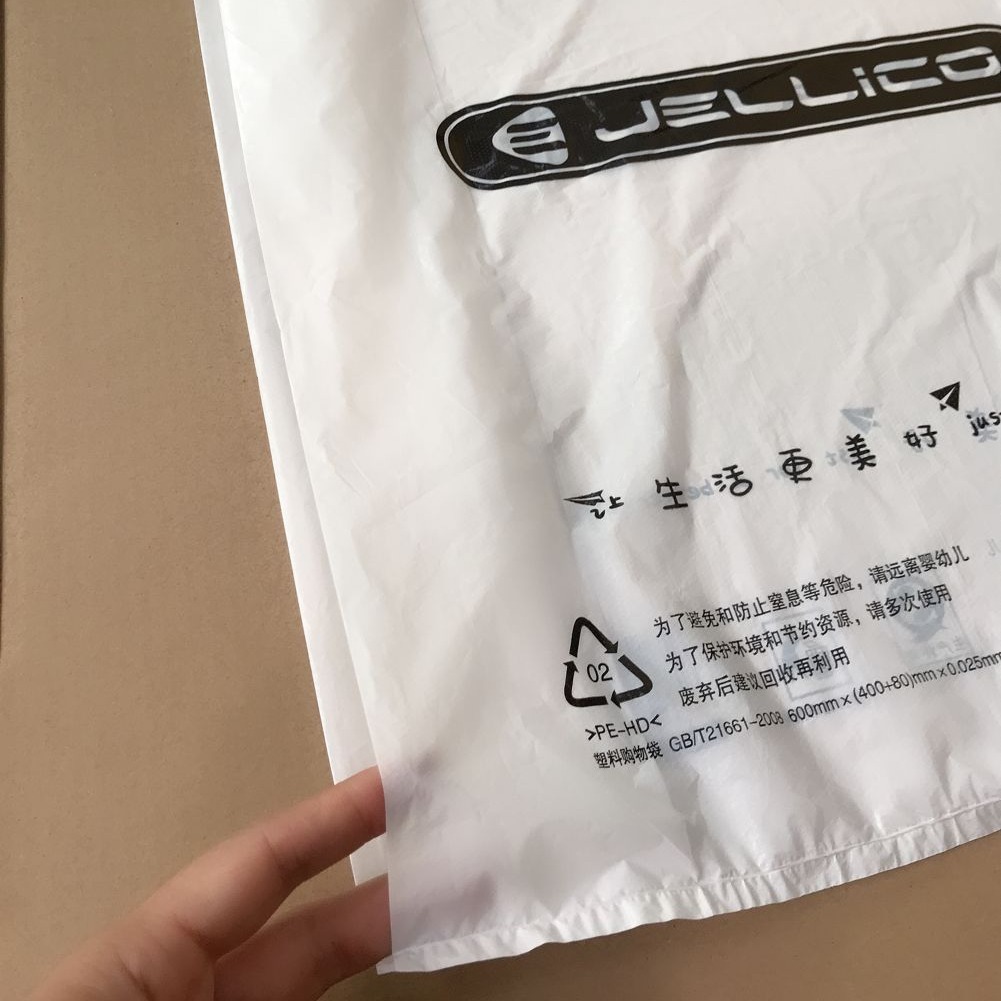 JELLiCO
让 生 活 更 美 好 jus
为了避免和防止窒息等危险，请远离婴幼儿
为了保护环境和节约资源，请多次使用
废弃后建议回收再利用
02
>PE-HD<
塑料购物袋 GB/T21661-2008 600mm×(400+80)mm×0.025mm